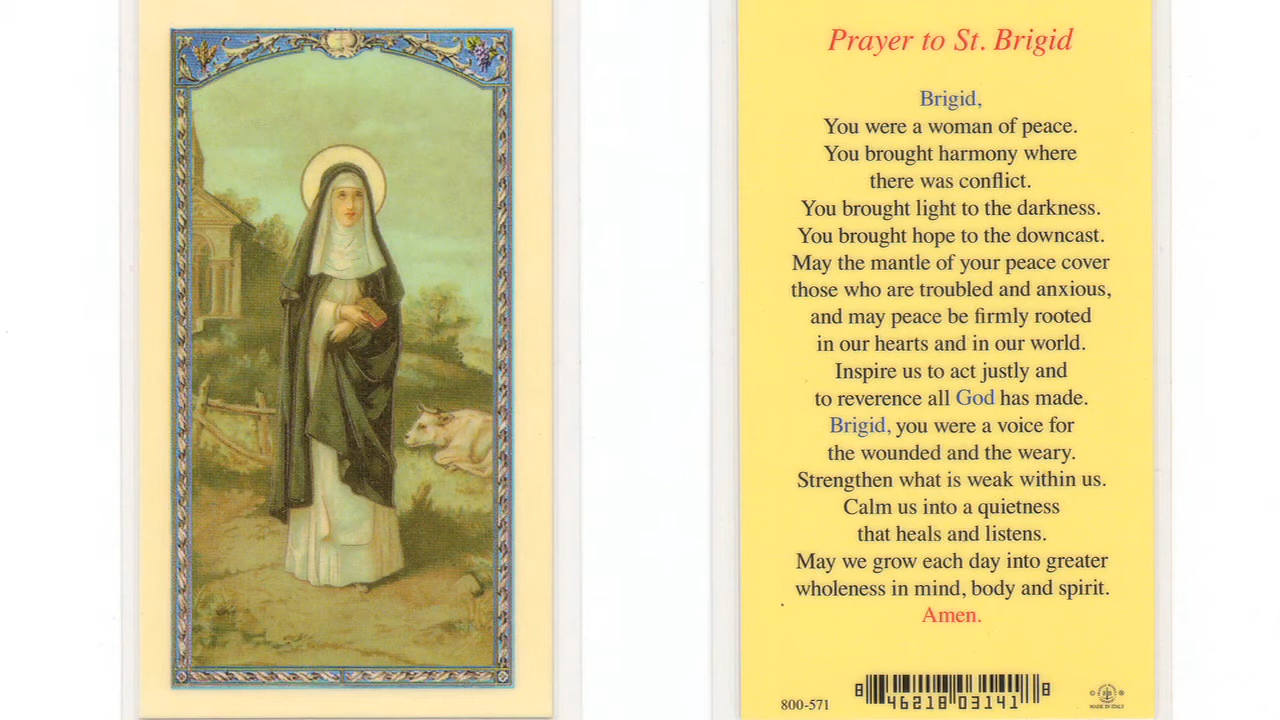 Prayer to St. Brigid
Brigid,
You were a woman of peace.
You brought harmony where
there was conflict.
You brought light to the darkness.
You brought hope to the downcast.
May the mantle of your peace cover
those who are troubled and anxious,
and may peace be firmly rooted
in our hearts and in our world.
Inspire us to act justly and
to reverence all God has made.
Brigid, you were a voice for
the wounded and the weary.
Strengthen what is weak within us.
Calm us into a quietness
that heals and listens.
May we grow each day into greater
wholeness in mind, body and spirit.
Amen.
800-571
8 46218 03141 8
© ®
MADE IN ITALY